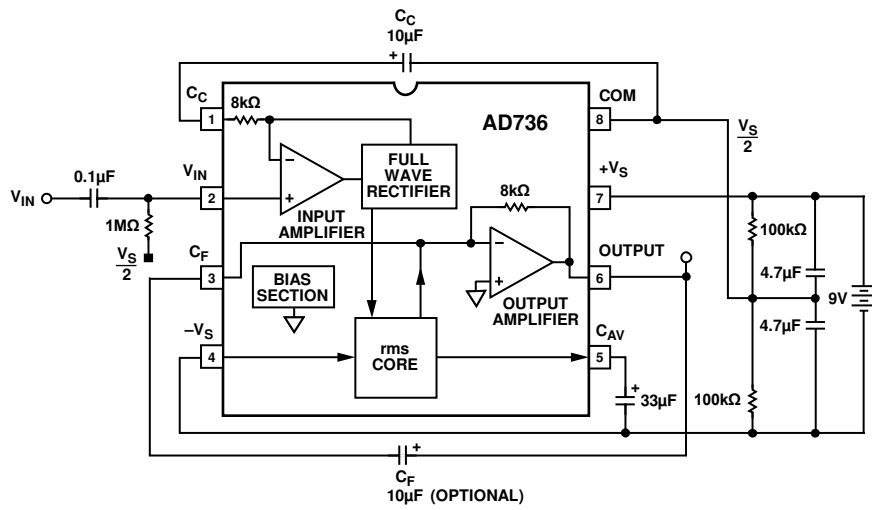 C_C
10µF
+
C_C
1
8kΩ
AD736
COM
8
V_S
2
FULL
WAVE
RECTIFIER
−
+
INPUT
AMPLIFIER
V_IN
0.1µF
V_IN
2
1MΩ
V_S
2
+V_S
7
8kΩ
100kΩ
4.7µF
C_F
3
BIAS
SECTION
−
+
OUTPUT
AMPLIFIER
OUTPUT
6
9V
4.7µF
−V_S
4
rms
CORE
C_AV
5
+
33µF
100kΩ
+
C_F
10µF (OPTIONAL)